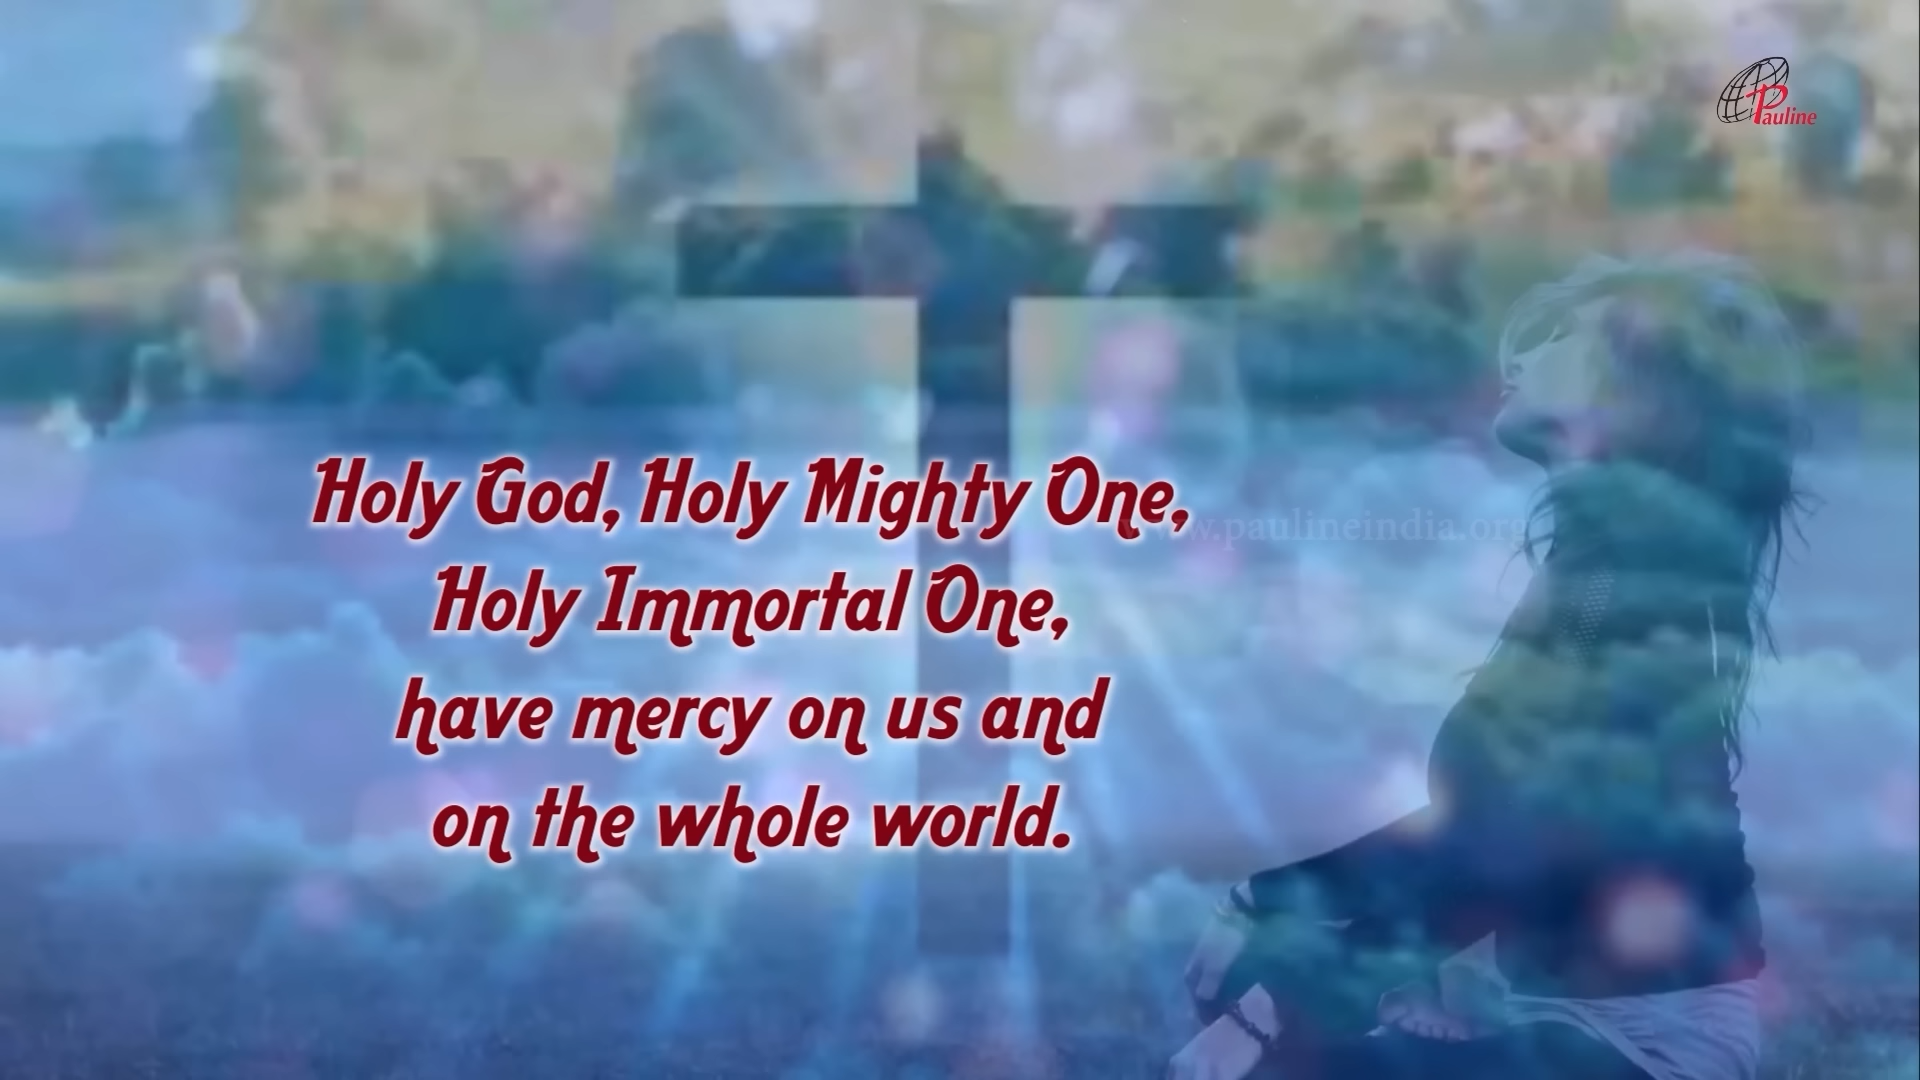 Pauline
Holy God, Holy Mighty One,
www.paulineindia.org
Holy Immortal One,
have mercy on us and
on the whole world.